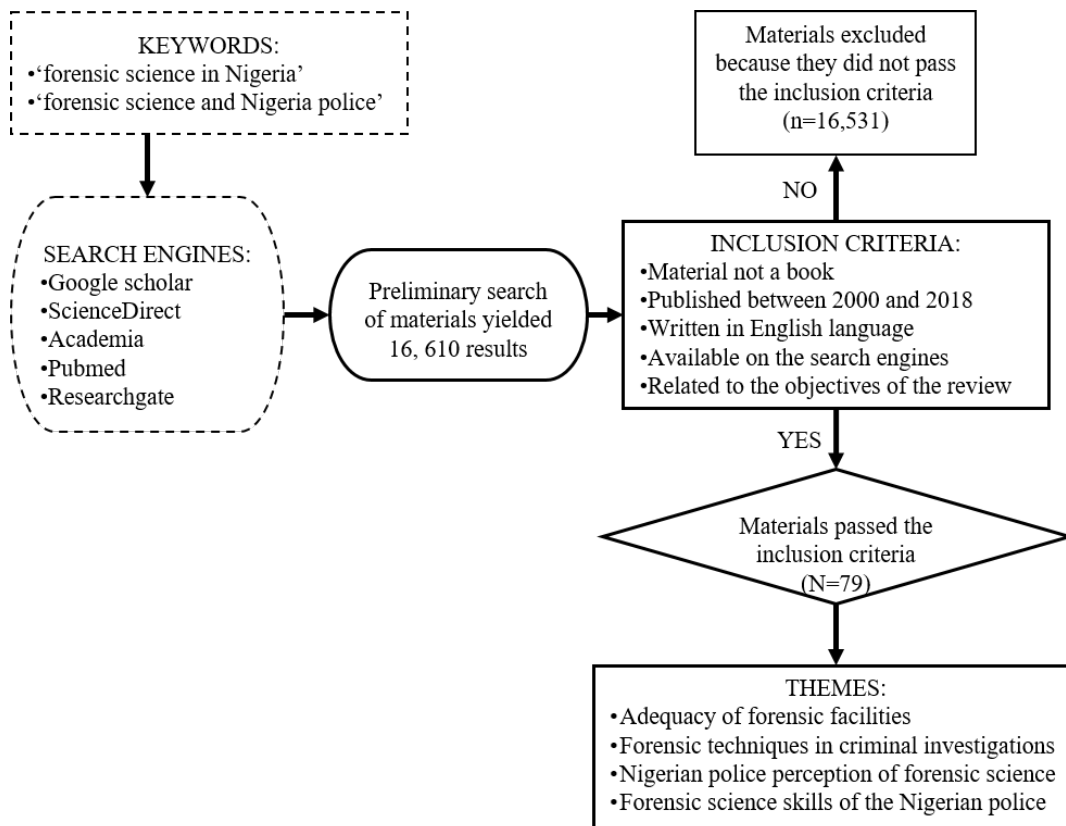 KEYWORDS:
•‘forensic science in Nigeria’
•‘forensic science and Nigeria police’
SEARCH ENGINES:
•Google scholar
•ScienceDirect
•Academia
•Pubmed
•Researchgate
Preliminary search
of materials yielded
16, 610 results
Materials excluded
because they did not pass
the inclusion criteria
(n=16,531)
NO
INCLUSION CRITERIA:
•Material not a book
•Published between 2000 and 2018
•Written in English language
•Available on the search engines
•Related to the objectives of the review
YES
Materials passed the
inclusion criteria
(N=79)
THEMES:
•Adequacy of forensic facilities
•Forensic techniques in criminal investigations
•Nigerian police perception of forensic science
•Forensic science skills of the Nigerian police